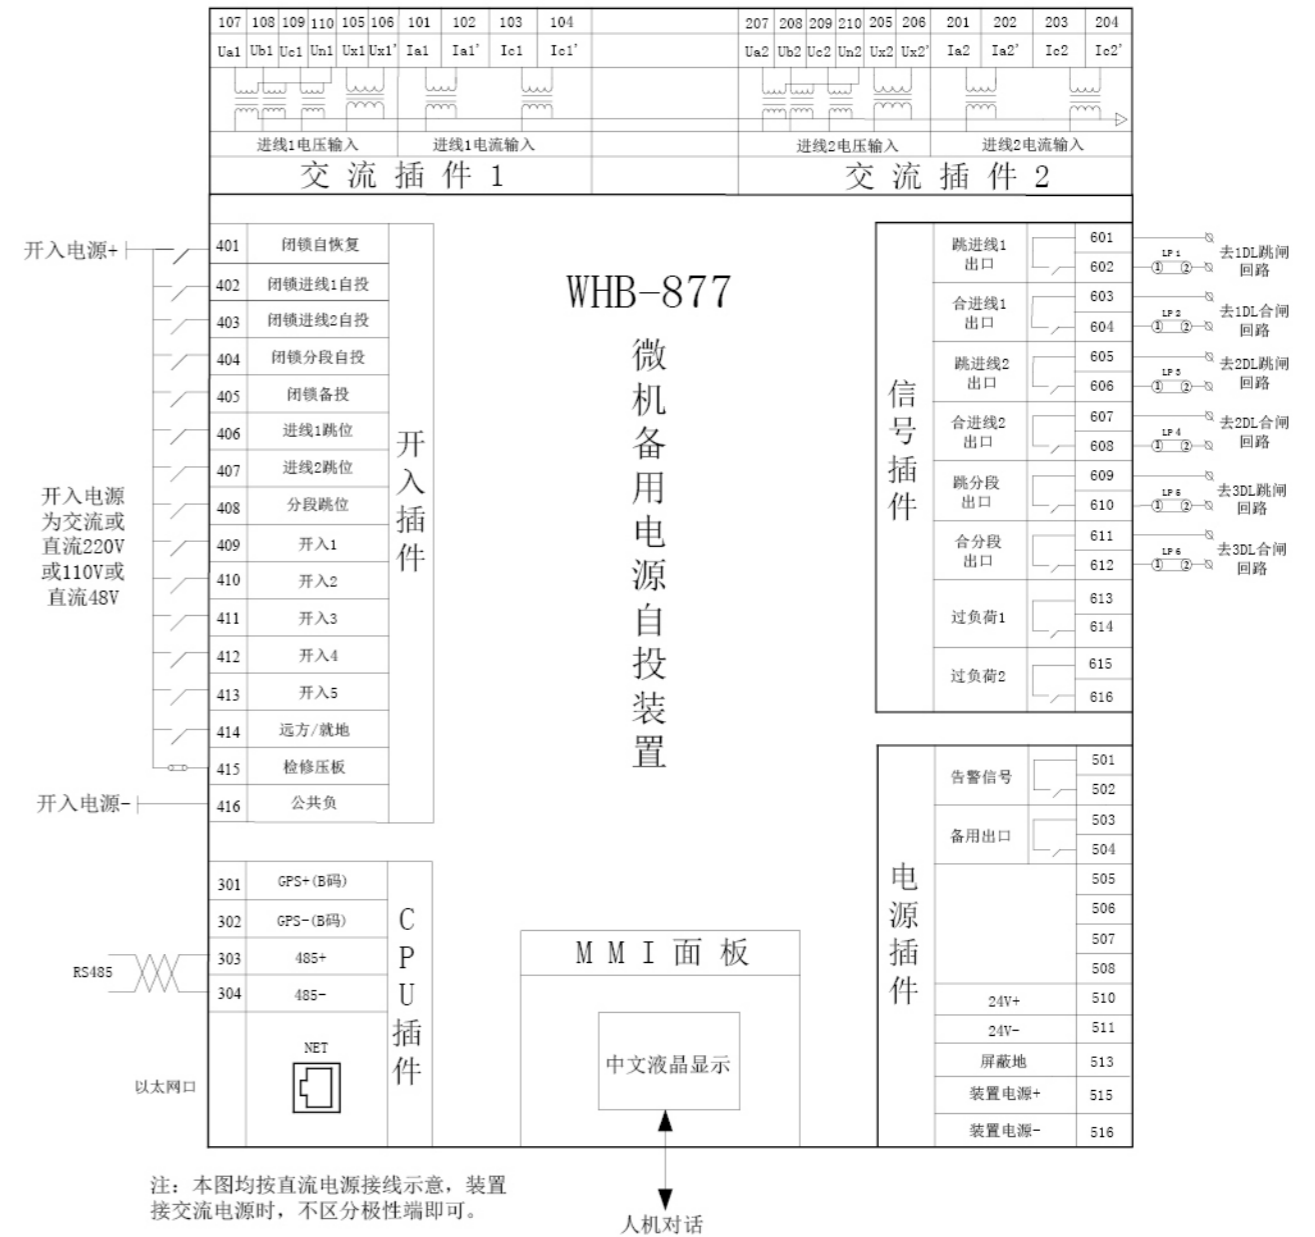 107 108 109 110 105 106 101 102 103 104 207 208 209 210 205 206 201 202 203 204
Ua1 Ub1 Uc1 Un1 Ux1 Ux1' Ia1 Ia1' Ic1 Ic1' Ua2 Ub2 Uc2 Un2 Ux2 Ux2' Ia2 Ia2' Ic2 Ic2'
进线1电压输入 进线1电流输入 进线2电压输入 进线2电流输入
交流插件1 交流插件2
开入电源+
401 闭锁自恢复
402 闭锁进线1自投
403 闭锁进线2自投
404 闭锁分段自投
405 闭锁备投
406 进线1跳位
407 进线2跳位
408 分段跳位
409 开入1
410 开入2
411 开入3
412 开入4
413 开入5
414 远方/就地
415 检修压板
416 公共负
开入插件
开入电源
为交流或
直流220V
或110V或
直流48V
开入电源-
301 GPS+(B码)
302 GPS-(B码)
303 485+
304 485-
RS485
NET
以太网口
CPU插件
WHB-877
微机备用电源自投装置
MMI面板
中文液晶显示
人机对话
信号插件
跳进线1
出口
601
602
LP1
① ②
去1DL跳闸
回路
合进线1
出口
603
604
LP2
① ②
去1DL合闸
回路
跳进线2
出口
605
606
LP3
① ②
去2DL跳闸
回路
合进线2
出口
607
608
LP4
① ②
去2DL合闸
回路
跳分段
出口
609
610
LP5
① ②
去3DL跳闸
回路
合分段
出口
611
612
LP6
① ②
去3DL合闸
回路
过负荷1
613
614
过负荷2
615
616
电源插件
告警信号
501
502
备用出口
503
504
505
506
507
508
24V+ 510
24V- 511
屏蔽地 513
装置电源+ 515
装置电源- 516
注：本图均按直流电源接线示意，装置
接交流电源时，不区分极性端即可。